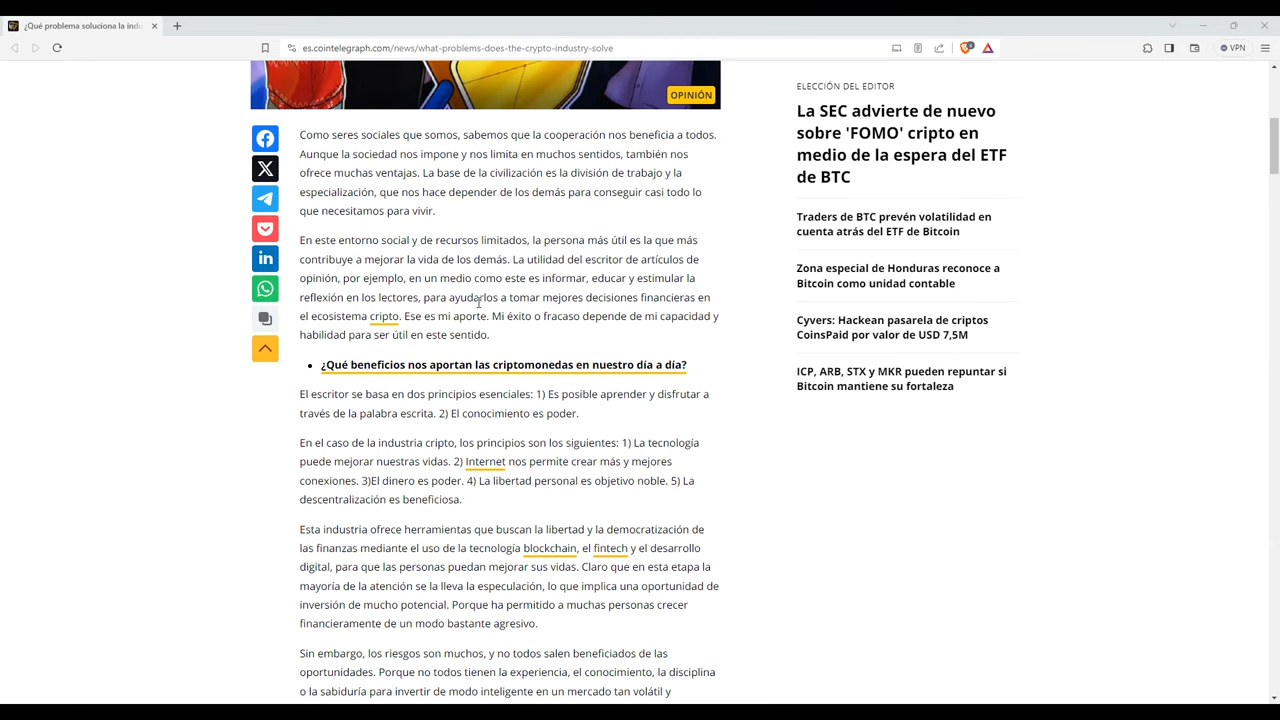 ¿Qué problema soluciona la indu
es.cointelegraph.com/news/what-problems-does-the-crypto-industry-solve
VPN
OPINIÓN
Como seres sociales que somos, sabemos que la cooperación nos beneficia a todos.
Aunque la sociedad nos impone y nos limita en muchos sentidos, también nos
ofrece muchas ventajas. La base de la civilización es la división de trabajo y la
especialización, que nos hace depender de los demás para conseguir casi todo lo
que necesitamos para vivir.
En este entorno social y de recursos limitados, la persona más útil es la que más
contribuye a mejorar la vida de los demás. La utilidad del escritor de artículos de
opinión, por ejemplo, en un medio como este es informar, educar y estimular la
reflexión en los lectores, para ayudarlos a tomar mejores decisiones financieras en
el ecosistema cripto. Ese es mi aporte. Mi éxito o fracaso depende de mi capacidad y
habilidad para ser útil en este sentido.
• ¿Qué beneficios nos aportan las criptomonedas en nuestro día a día?
El escritor se basa en dos principios esenciales: 1) Es posible aprender y disfrutar a
través de la palabra escrita. 2) El conocimiento es poder.
En el caso de la industria cripto, los principios son los siguientes: 1) La tecnología
puede mejorar nuestras vidas. 2) Internet nos permite crear más y mejores
conexiones. 3)El dinero es poder. 4) La libertad personal es objetivo noble. 5) La
descentralización es beneficiosa.
Esta industria ofrece herramientas que buscan la libertad y la democratización de
las finanzas mediante el uso de la tecnología blockchain, el fintech y el desarrollo
digital, para que las personas puedan mejorar sus vidas. Claro que en esta etapa la
mayoría de la atención se la lleva la especulación, lo que implica una oportunidad de
inversión de mucho potencial. Porque ha permitido a muchas personas crecer
financieramente de un modo bastante agresivo.
Sin embargo, los riesgos son muchos, y no todos salen beneficiados de las
oportunidades. Porque no todos tienen la experiencia, el conocimiento, la disciplina
o la sabiduría para invertir de modo inteligente en un mercado tan volátil y
ELECCIÓN DEL EDITOR
La SEC advierte de nuevo
sobre 'FOMO' cripto en
medio de la espera del ETF
de BTC
Traders de BTC prevén volatilidad en
cuenta atrás del ETF de Bitcoin
Zona especial de Honduras reconoce a
Bitcoin como unidad contable
Cyvers: Hackean pasarela de criptos
CoinsPaid por valor de USD 7,5M
ICP, ARB, STX y MKR pueden repuntar si
Bitcoin mantiene su fortaleza